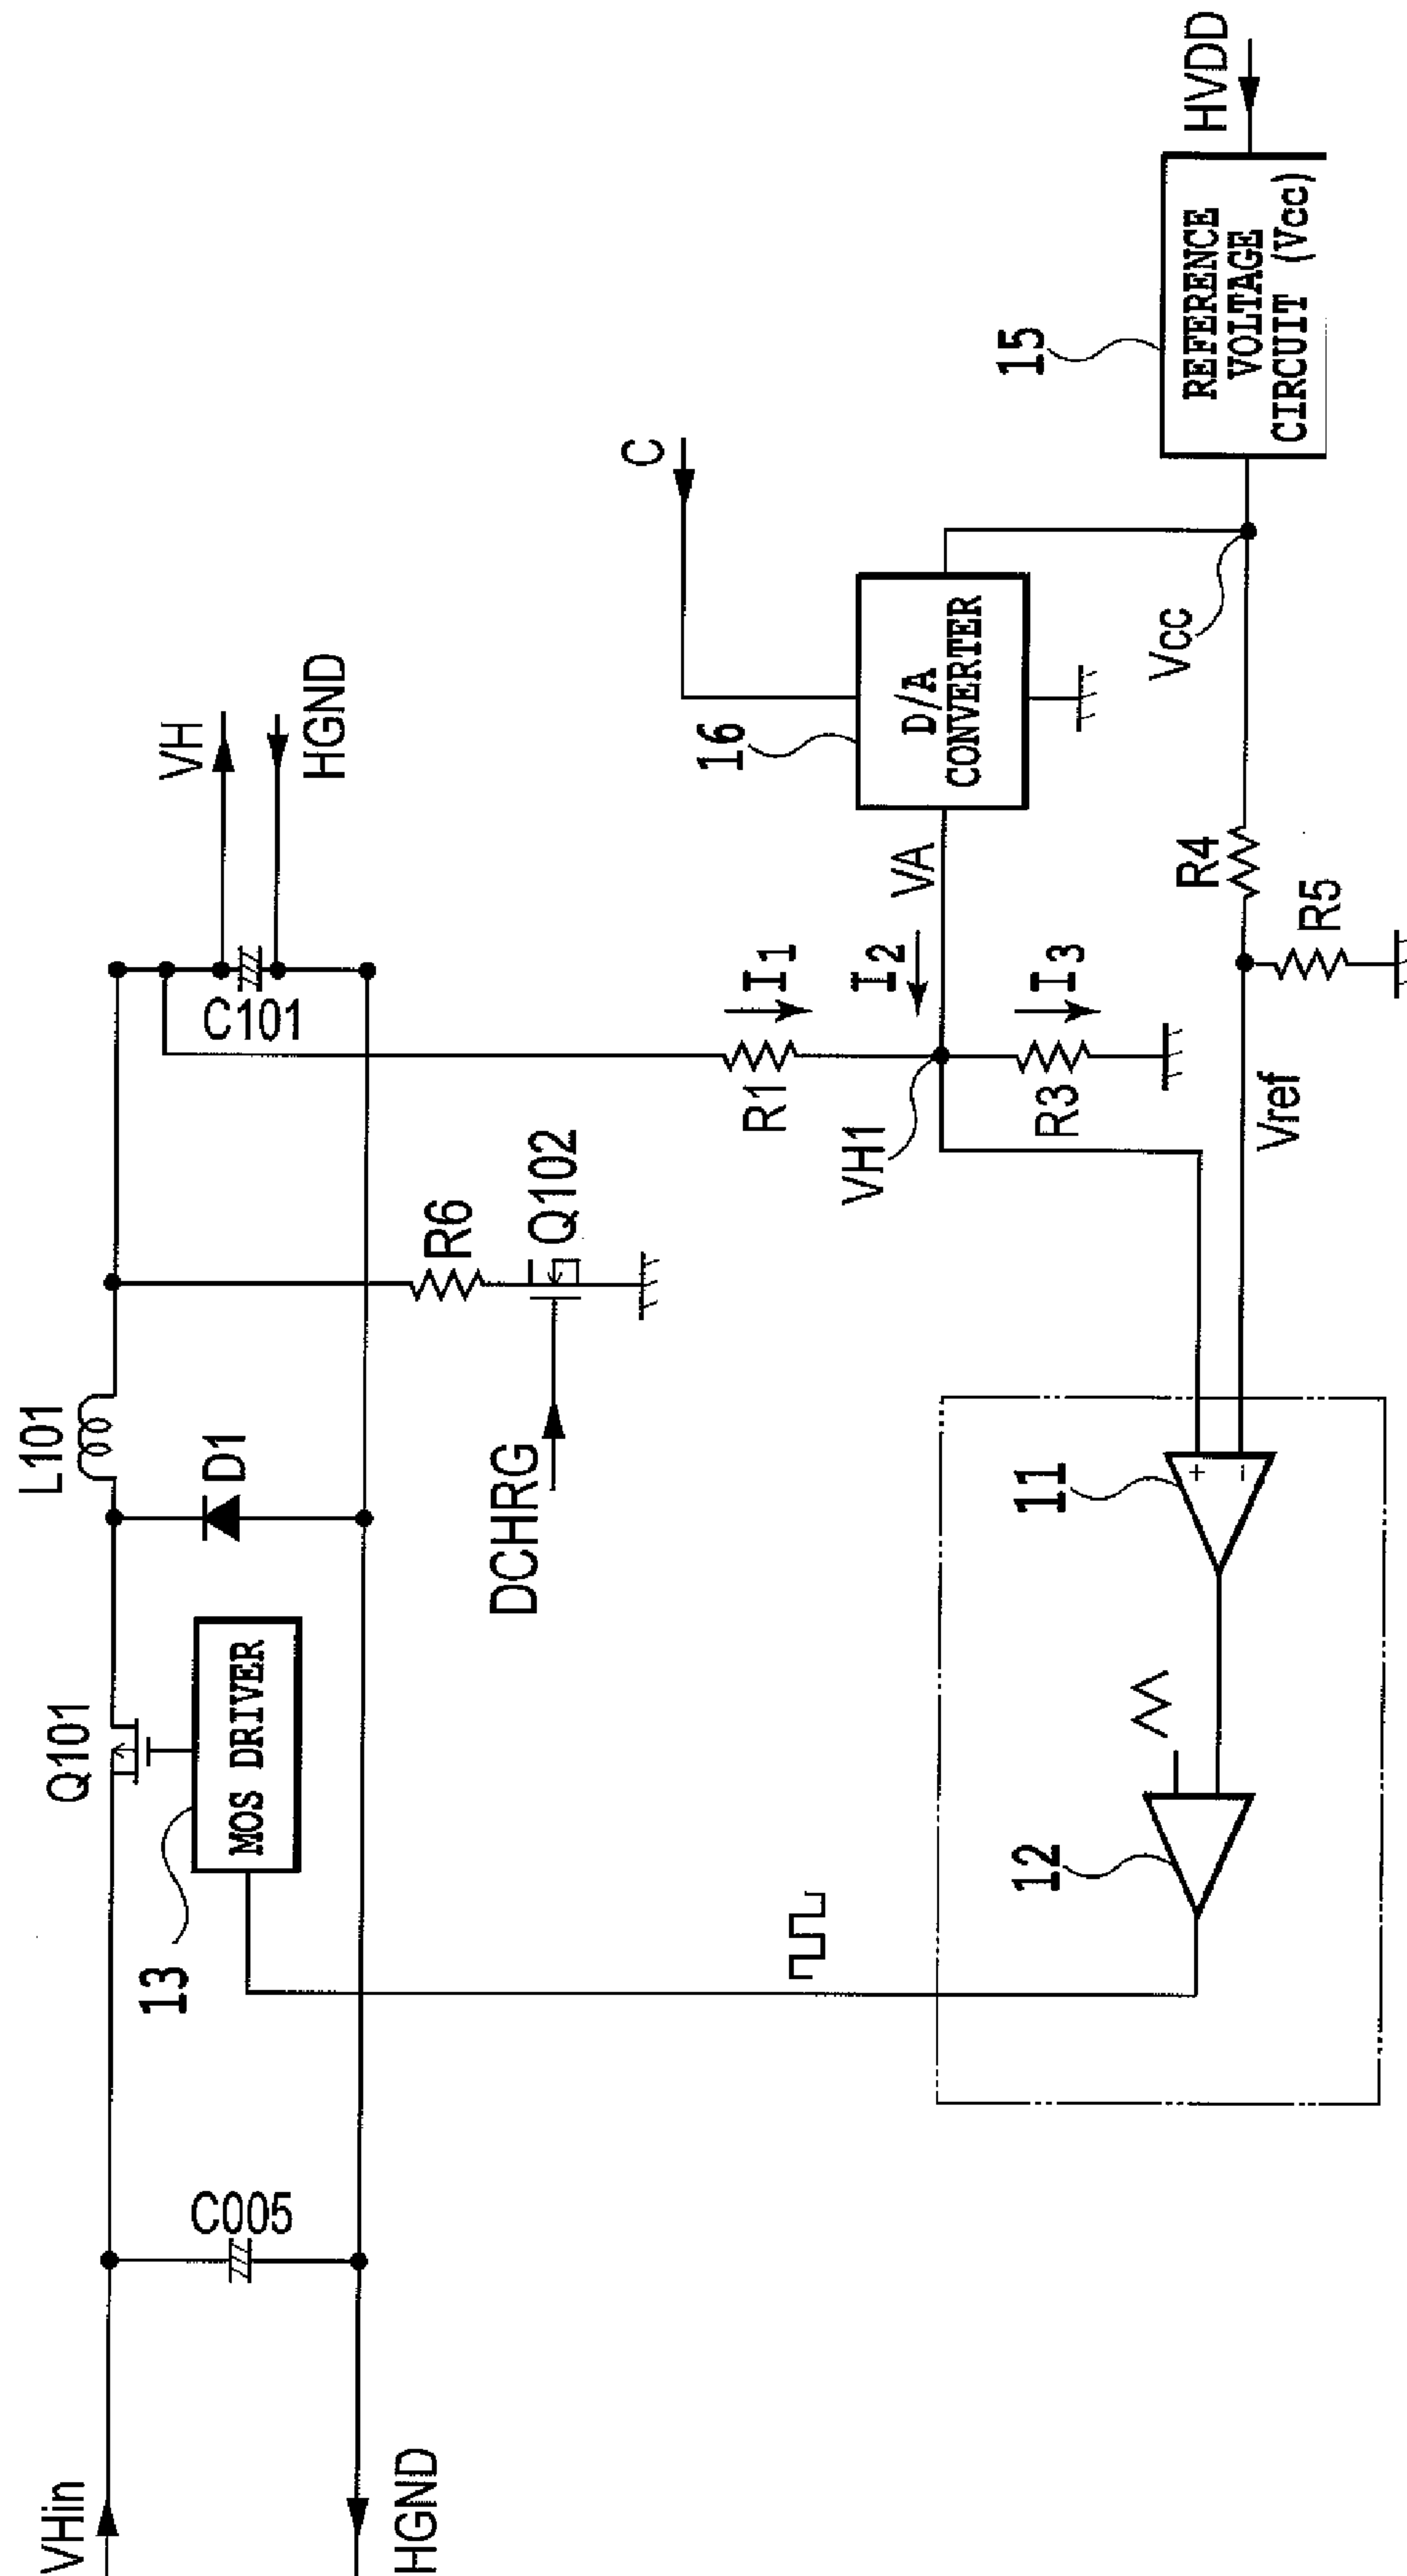 VHin
HGND
C005
Q101
13
MOS DRIVER
L101
D1
DCHRG
R6
Q102
C101
VH
HGND
R1
I1
VH1
I2
VA
R3
I3
16
D/A
CONVERTER
C
12
11
+
−
Vref
R4
R5
Vcc
15
REFERENCE
VOLTAGE
CIRCUIT (Vcc)
HVDD